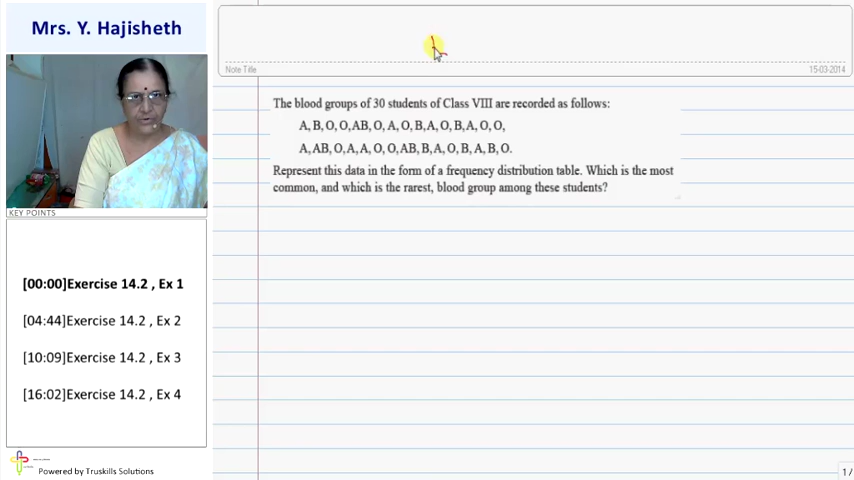 Mrs. Y. Hajisheth
Note Title
15-03-2014
The blood groups of 30 students of Class VIII are recorded as follows:
A, B, O, O, AB, O, A, O, B, A, O, B, A, O, O,
A, AB, O, A, A, O, O, AB, B, A, O, B, A, B, O.
Represent this data in the form of a frequency distribution table. Which is the most
common, and which is the rarest, blood group among these students?
KEY POINTS
[00:00]Exercise 14.2 , Ex 1
[04:44]Exercise 14.2 , Ex 2
[10:09]Exercise 14.2 , Ex 3
[16:02]Exercise 14.2 , Ex 4
Powered by Truskills Solutions
1 /